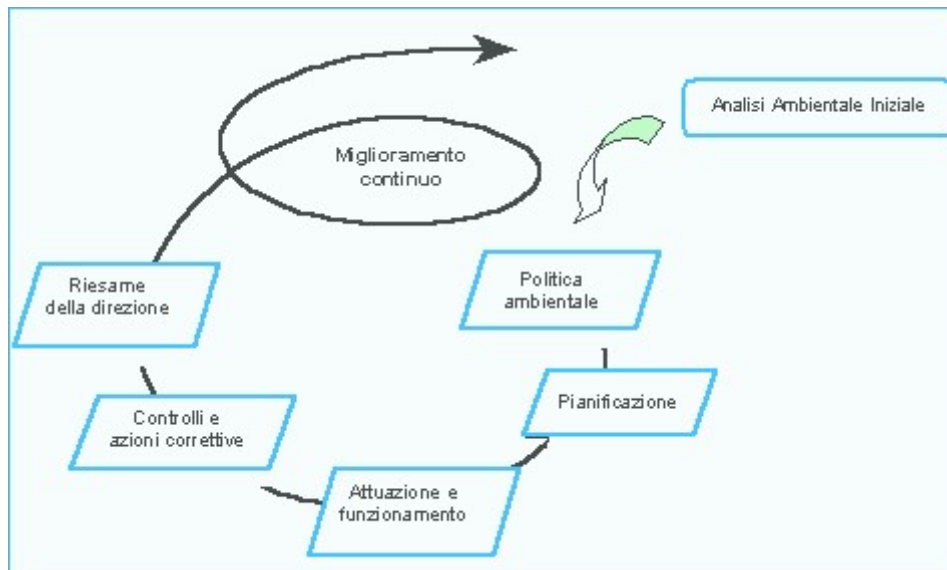 Analisi Ambientale Iniziale
Miglioramento
continuo
Politica
ambientale
Pianificazione
Attuazione e
funzionamento
Controlli e
azioni correttive
Riesame
della direzione